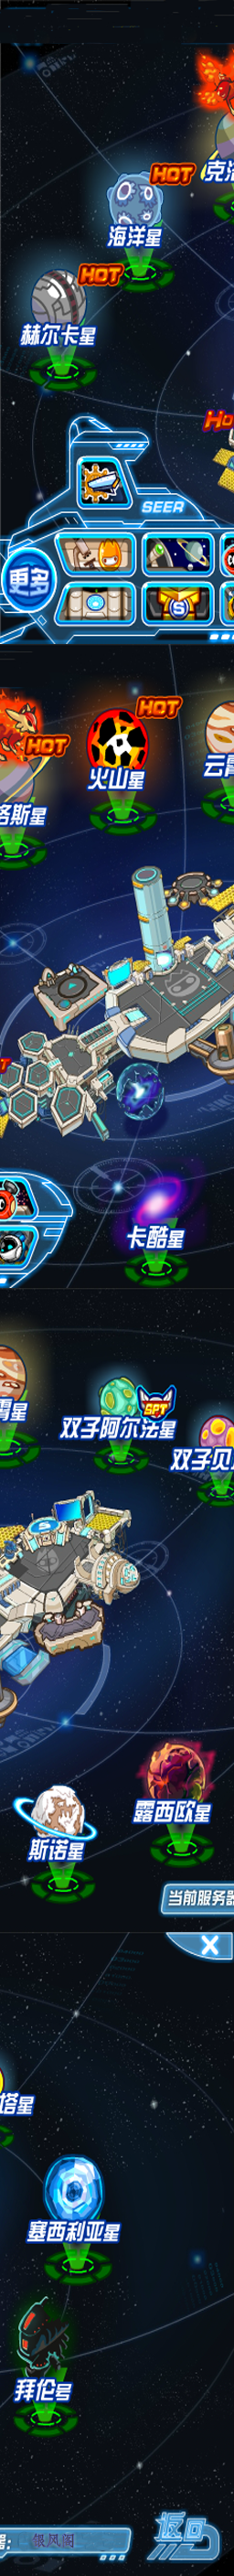 HOT
克洛
HOT
海洋星
HOT
赫尔卡星
HO
SEER
更多
S
HOT
HOT
火山星
洛斯星
云霄
T
卡酷星
霄星
SPT
双子阿尔法星
双子贝
S
露西欧星
斯诺星
当前服务器
X
塔星
塞西利亚星
拜伦号
器：
银风阁
返回